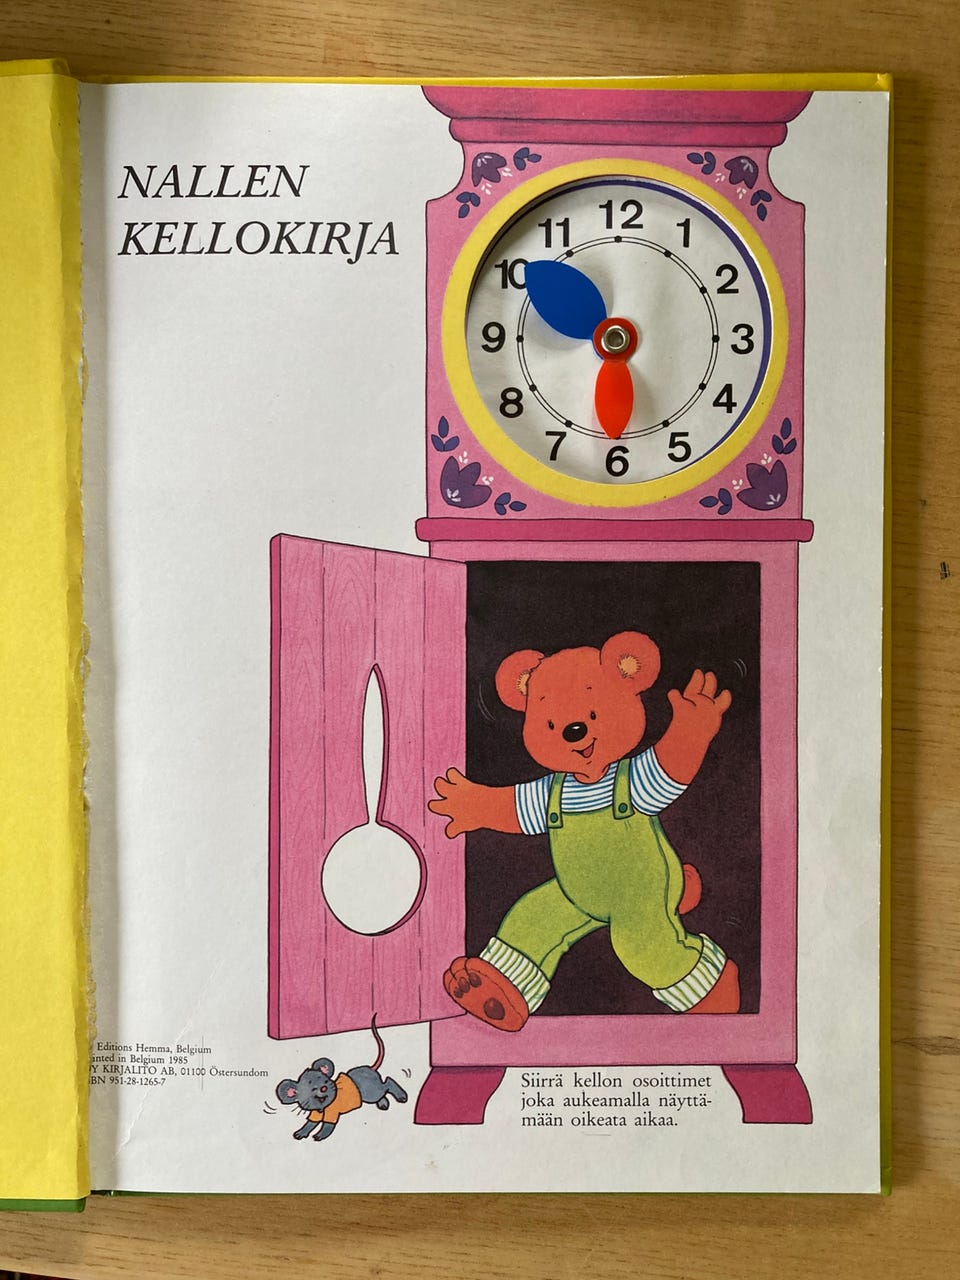 NALLEN
KELLOKIRJA
12
11
1
10
2
9
3
8
4
7
5
6
Editions Hemma, Belgium
in Belgium 1985
KIRJALITO AB, 01100 Östersundom
951-28-1265-7
Siirrä kellon osoittimet
joka aukeamalla näyttä-
mään oikeata aikaa.